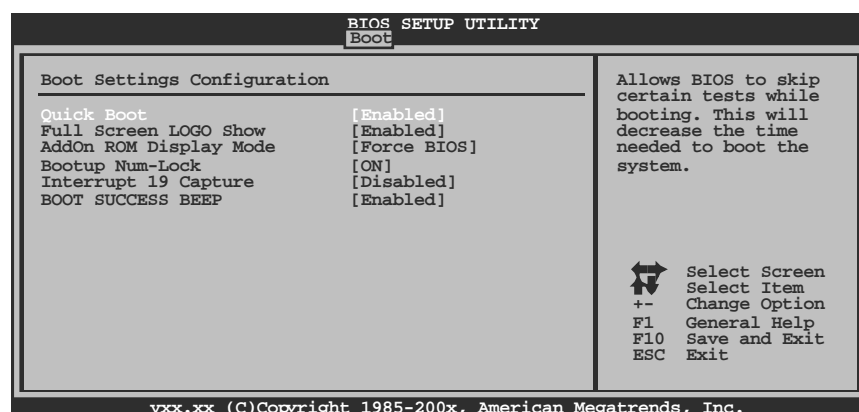 BIOS SETUP UTILITY
Boot
Boot Settings Configuration
Quick Boot [Enabled]
Full Screen LOGO Show [Enabled]
AddOn ROM Display Mode [Force BIOS]
Bootup Num-Lock [ON]
Interrupt 19 Capture [Disabled]
BOOT SUCCESS BEEP [Enabled]
Allows BIOS to skip
certain tests while
booting. This will
decrease the time
needed to boot the
system.
Select Screen
Select Item
+- Change Option
F1 General Help
F10 Save and Exit
ESC Exit
vxx.xx (C)Copyright 1985-200x, American Megatrends, Inc.